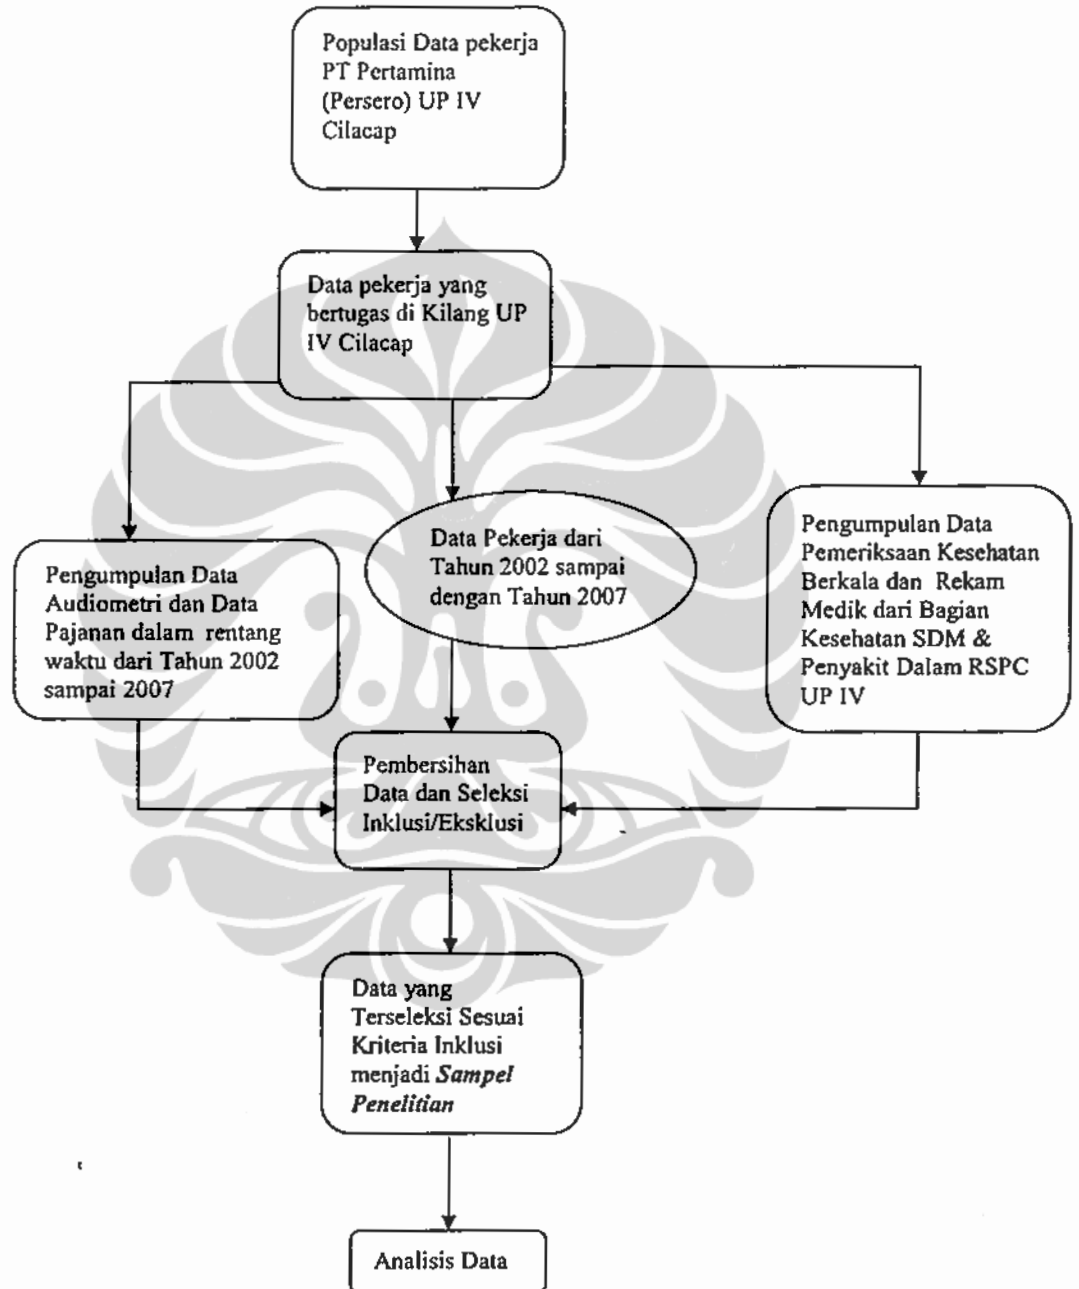 Populasi Data pekerja
PT Pertamina
(Persero) UP IV
Cilacap
Data pekerja yang
bertugas di Kilang UP
IV Cilacap
Pengumpulan Data
Audiometri dan Data
Pajanan dalam rentang
waktu dari Tahun 2002
sampai 2007
Data Pekerja dari
Tahun 2002 sampai
dengan Tahun 2007
Pengumpulan Data
Pemeriksaan Kesehatan
Berkala dan Rekam
Medik dari Bagian
Kesehatan SDM &
Penyakit Dalam RSPC
UP IV
Pembersihan
Data dan Seleksi
Inklusi/Eksklusi
Data yang
Terseleksi Sesuai
Kriteria Inklusi
menjadi Sampel
Penelitian
Analisis Data